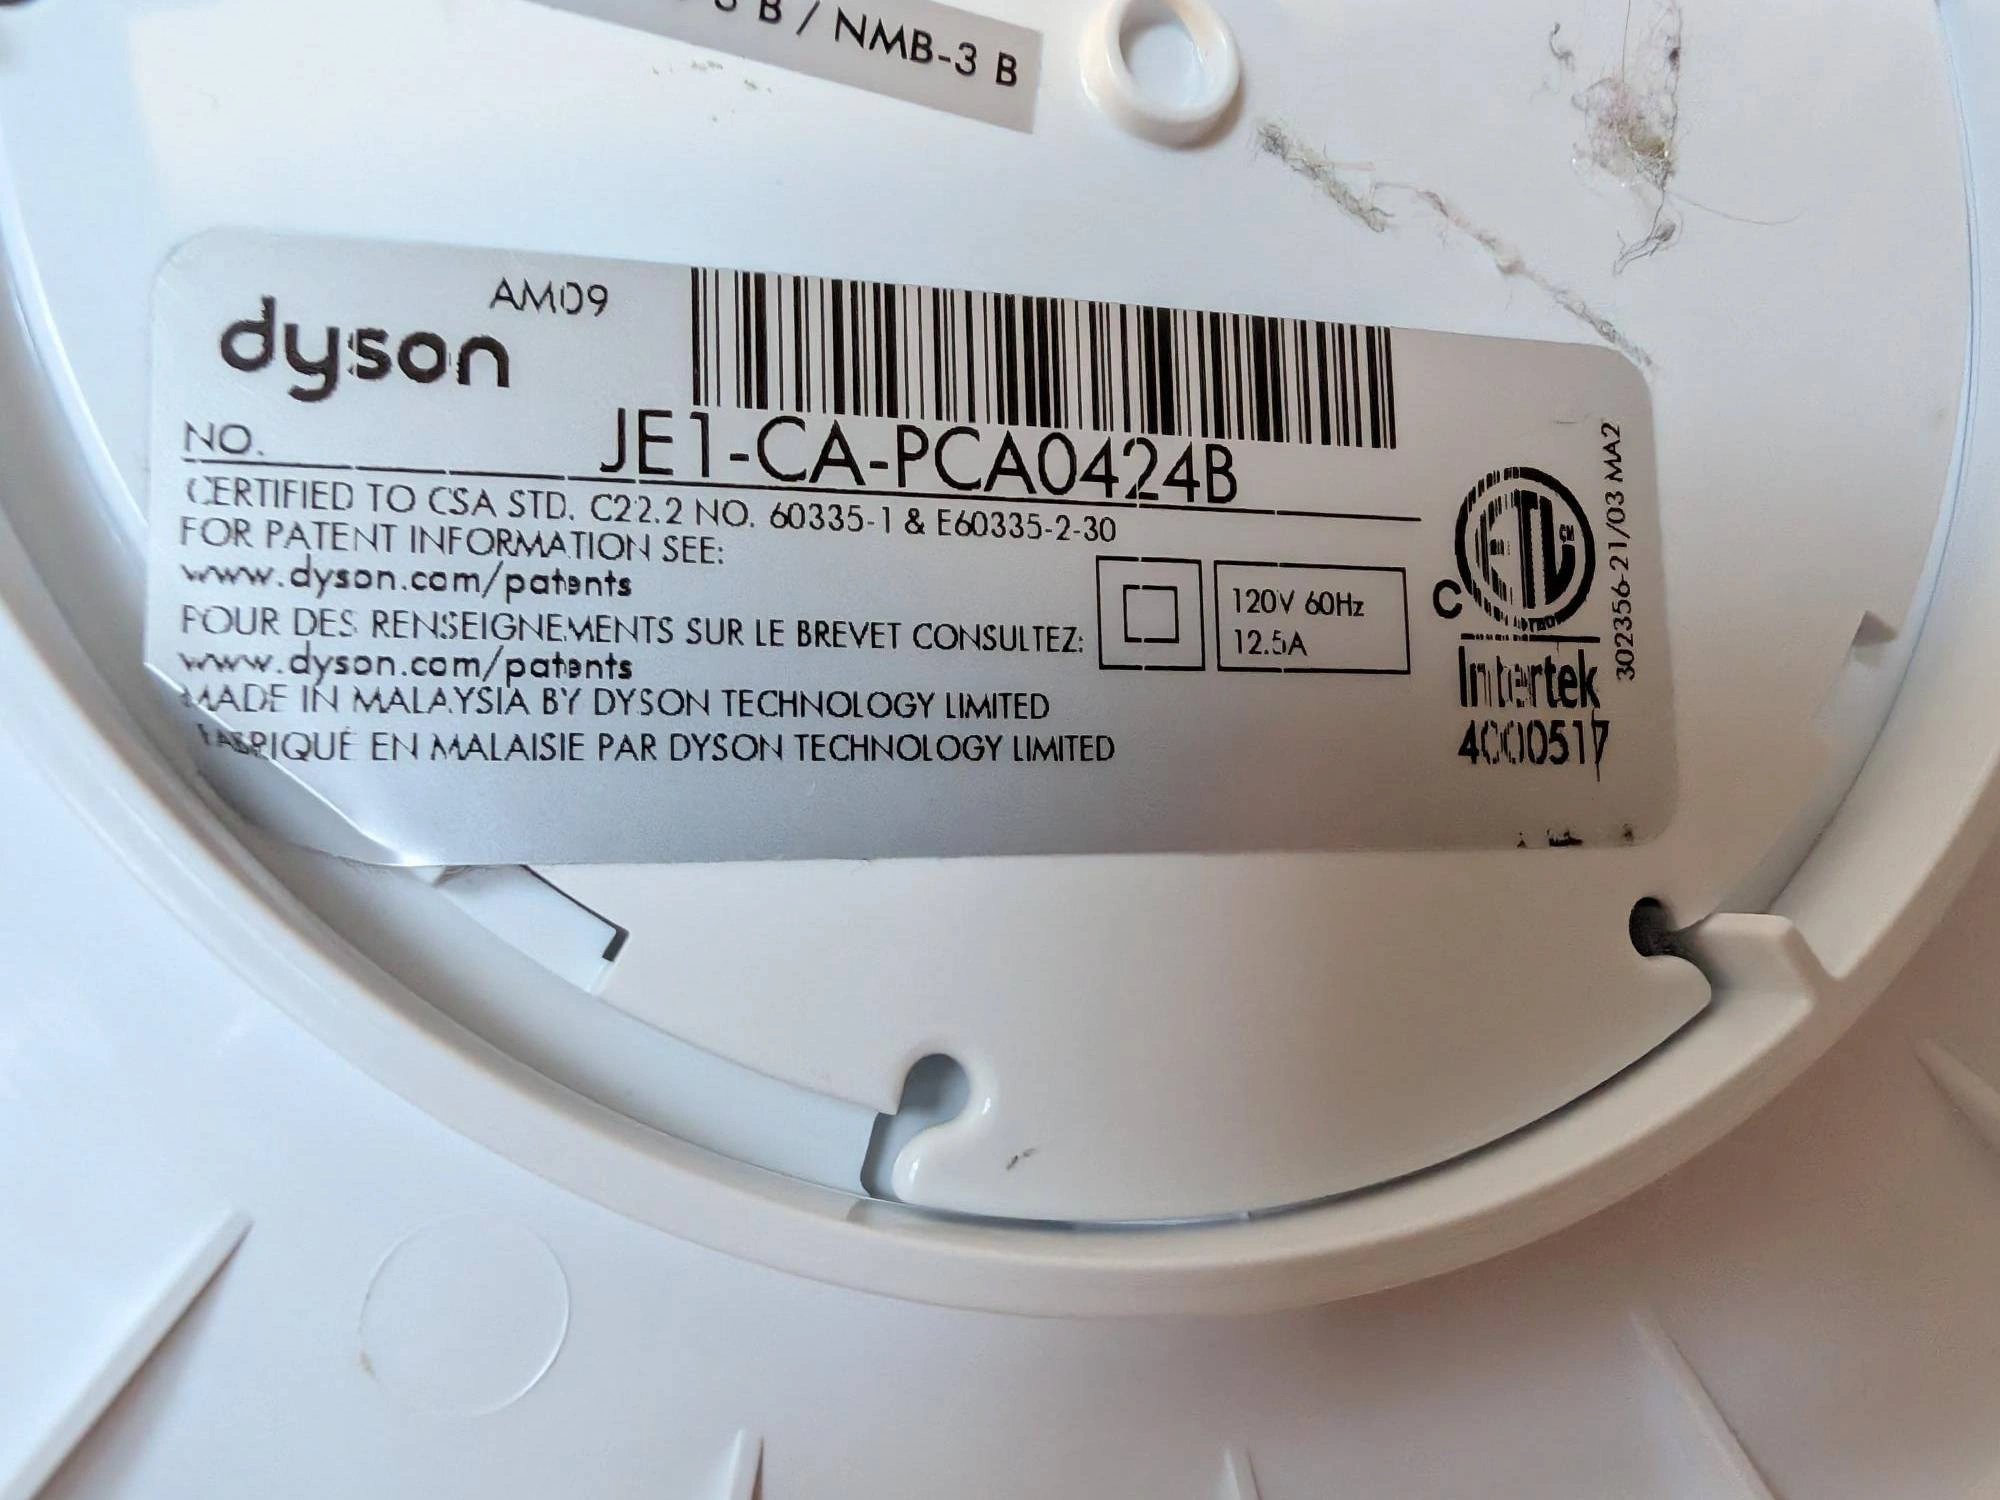 B / NMB-3 B
AM09
dyson
NO. JE1-CA-PCA0424B
CERTIFIED TO CSA STD. C22.2 NO. 60335-1 & E60335-2-30
FOR PATENT INFORMATION SEE:
www.dyson.com/patents
POUR DES RENSEIGNEMENTS SUR LE BREVET CONSULTEZ:
www.dyson.com/patents
MADE IN MALAYSIA BY DYSON TECHNOLOGY LIMITED
FABRIQUÉ EN MALAISIE PAR DYSON TECHNOLOGY LIMITED
120V 60Hz
12.5A
C ETL CM
Intertek
4000517
302356-21/03 MA2